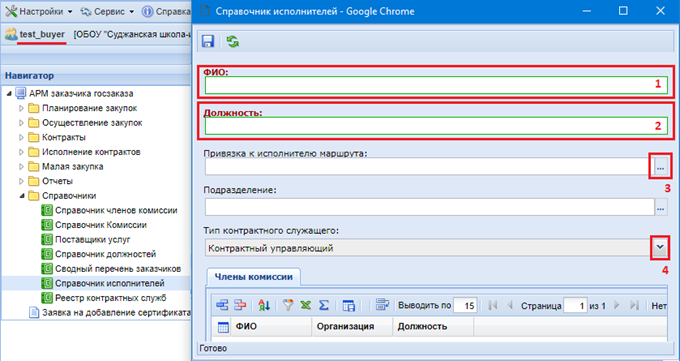 Настройки Сервис Справка
test_buyer [ОБОУ "Суджанская школа-и
Навигатор
АРМ заказчика госзаказа
Планирование закупок
Осуществление закупок
Контракты
Исполнение контрактов
Малая закупка
Отчеты
Справочники
Справочник членов комиссии
Справочник Комиссии
Поставщики услуг
Справочник должностей
Сводный перечень заказчиков
Справочник исполнителей
Реестр контрактных служб
Заявка на добавление сертификата
Справочник исполнителей - Google Chrome
ФИО:
1
Должность:
2
Привязка к исполнителю маршрута:
...
3
Подразделение:
...
Тип контрактного служащего:
Контрактный управляющий
4
Члены комиссии
Выводить по 15 Страница 1 из 1 Нет
ФИО Организация Должность
Готово